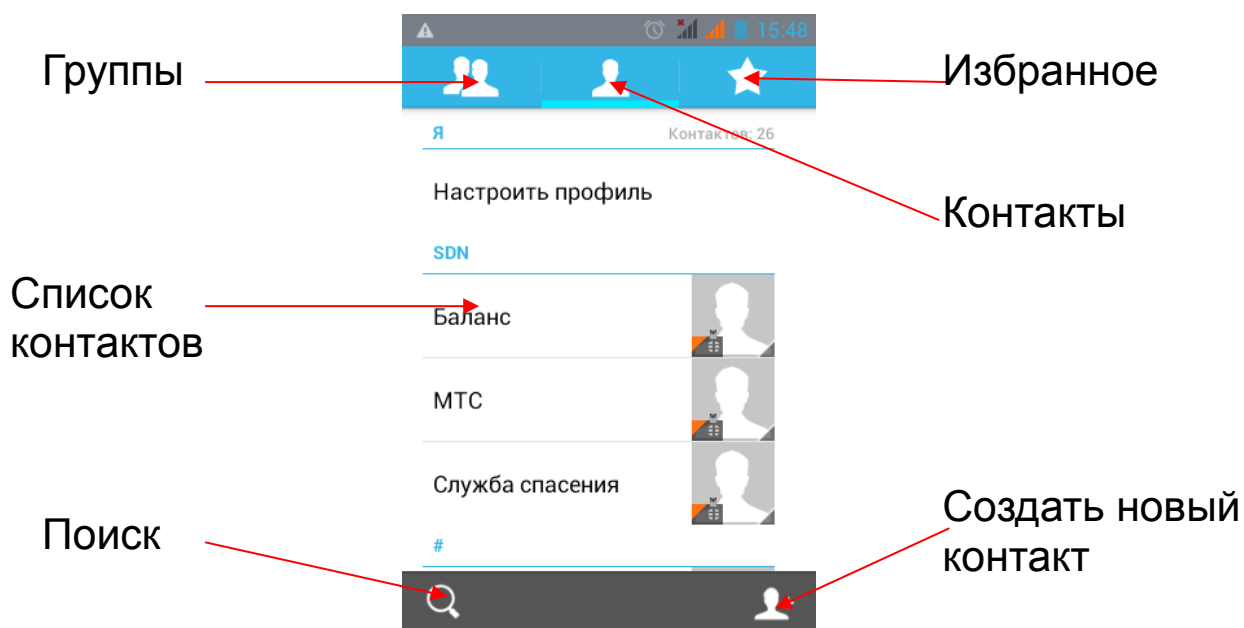 15:48
Группы
Избранное
Я
Контактов: 26
Настроить профиль
Контакты
SDN
Список
контактов
Баланс
МТС
Служба спасения
Поиск
Создать новый
контакт
#